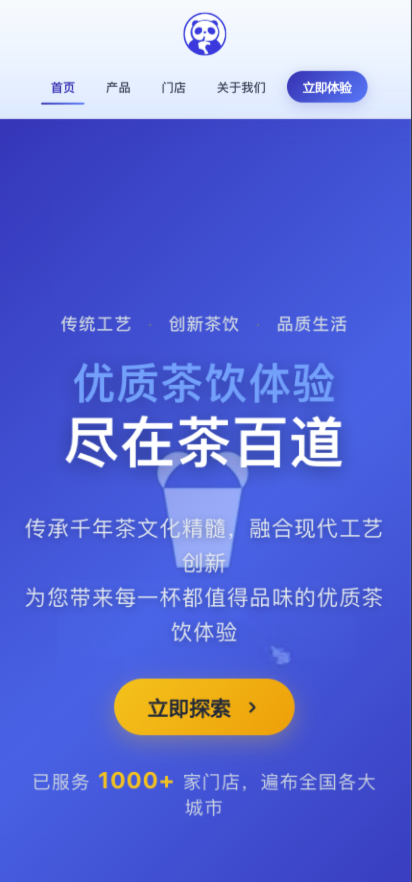 首页 产品 门店 关于我们 立即体验
传统工艺 · 创新茶饮 · 品质生活
优质茶饮体验
尽在茶百道
传承千年茶文化精髓，融合现代工艺
创新
为您带来每一杯都值得品味的优质茶
饮体验
立即探索 ›
已服务 1000+ 家门店，遍布全国各大
城市